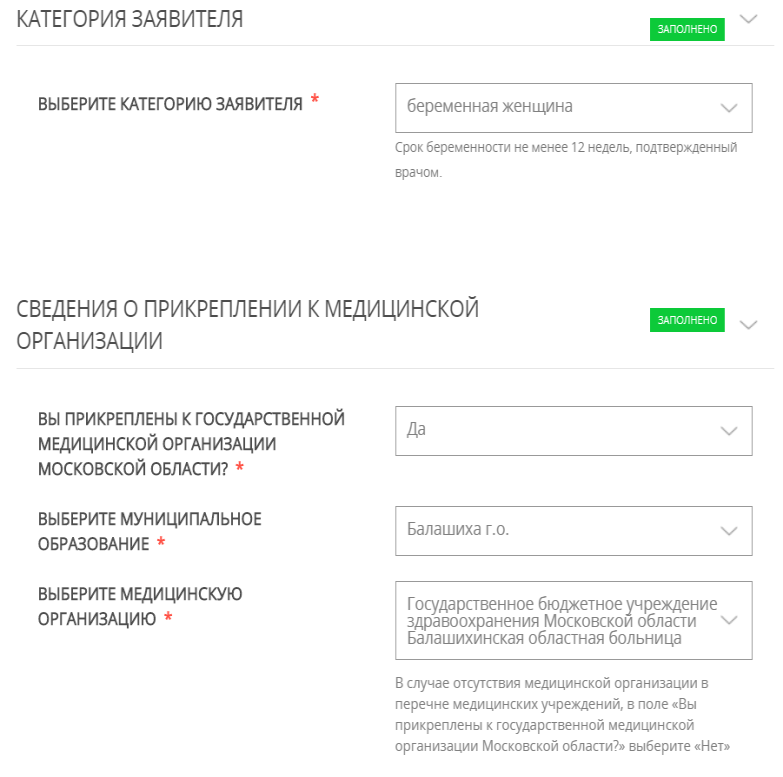 КАТЕГОРИЯ ЗАЯВИТЕЛЯ
ЗАПОЛНЕНО
ВЫБЕРИТЕ КАТЕГОРИЮ ЗАЯВИТЕЛЯ *
беременная женщина
Срок беременности не менее 12 недель, подтвержденный
врачом.
СВЕДЕНИЯ О ПРИКРЕПЛЕНИИ К МЕДИЦИНСКОЙ
ОРГАНИЗАЦИИ
ЗАПОЛНЕНО
ВЫ ПРИКРЕПЛЕНЫ К ГОСУДАРСТВЕННОЙ
МЕДИЦИНСКОЙ ОРГАНИЗАЦИИ
МОСКОВСКОЙ ОБЛАСТИ? *
Да
ВЫБЕРИТЕ МУНИЦИПАЛЬНОЕ
ОБРАЗОВАНИЕ *
Балашиха г.о.
ВЫБЕРИТЕ МЕДИЦИНСКУЮ
ОРГАНИЗАЦИЮ *
Государственное бюджетное учреждение
здравоохранения Московской области
Балашихинская областная больница
В случае отсутствия медицинской организации в
перечне медицинских учреждений, в поле «Вы
прикреплены к государственной медицинской
организации Московской области?» выберите «Нет»